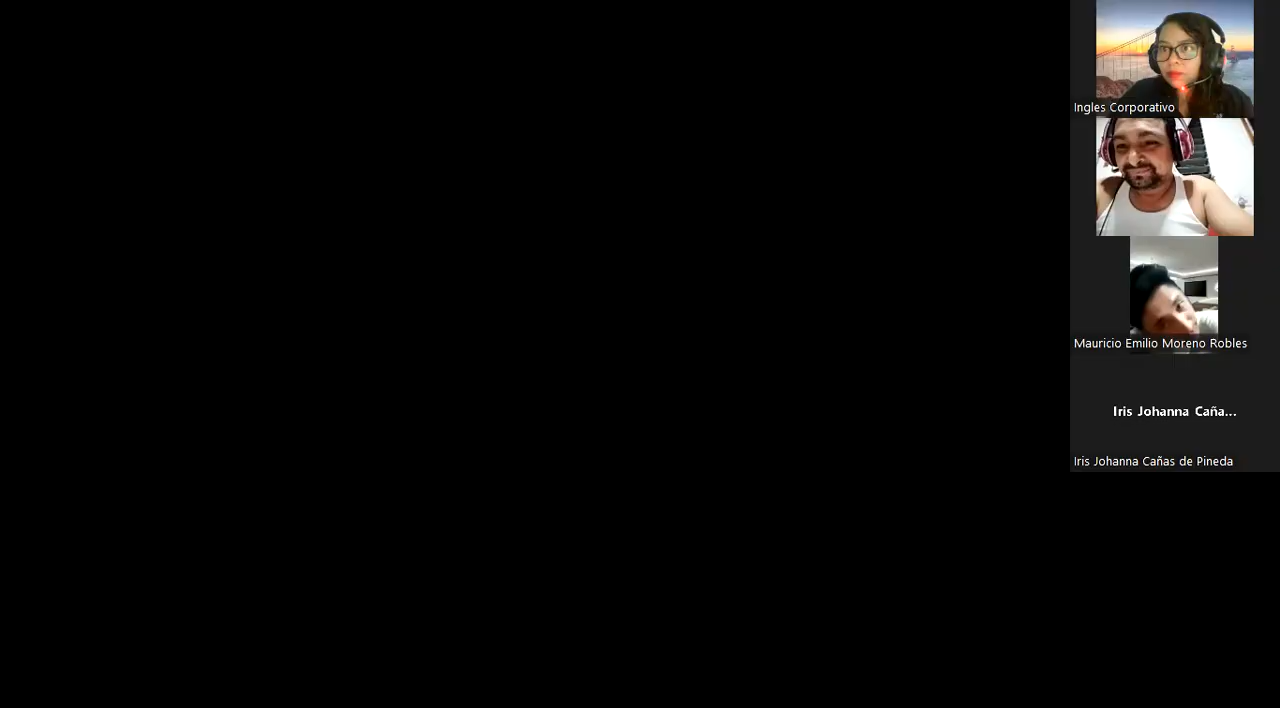 Ingles Corporativo
Mauricio Emilio Moreno Robles
Iris Johanna Caña...
Iris Johanna Cañas de Pineda